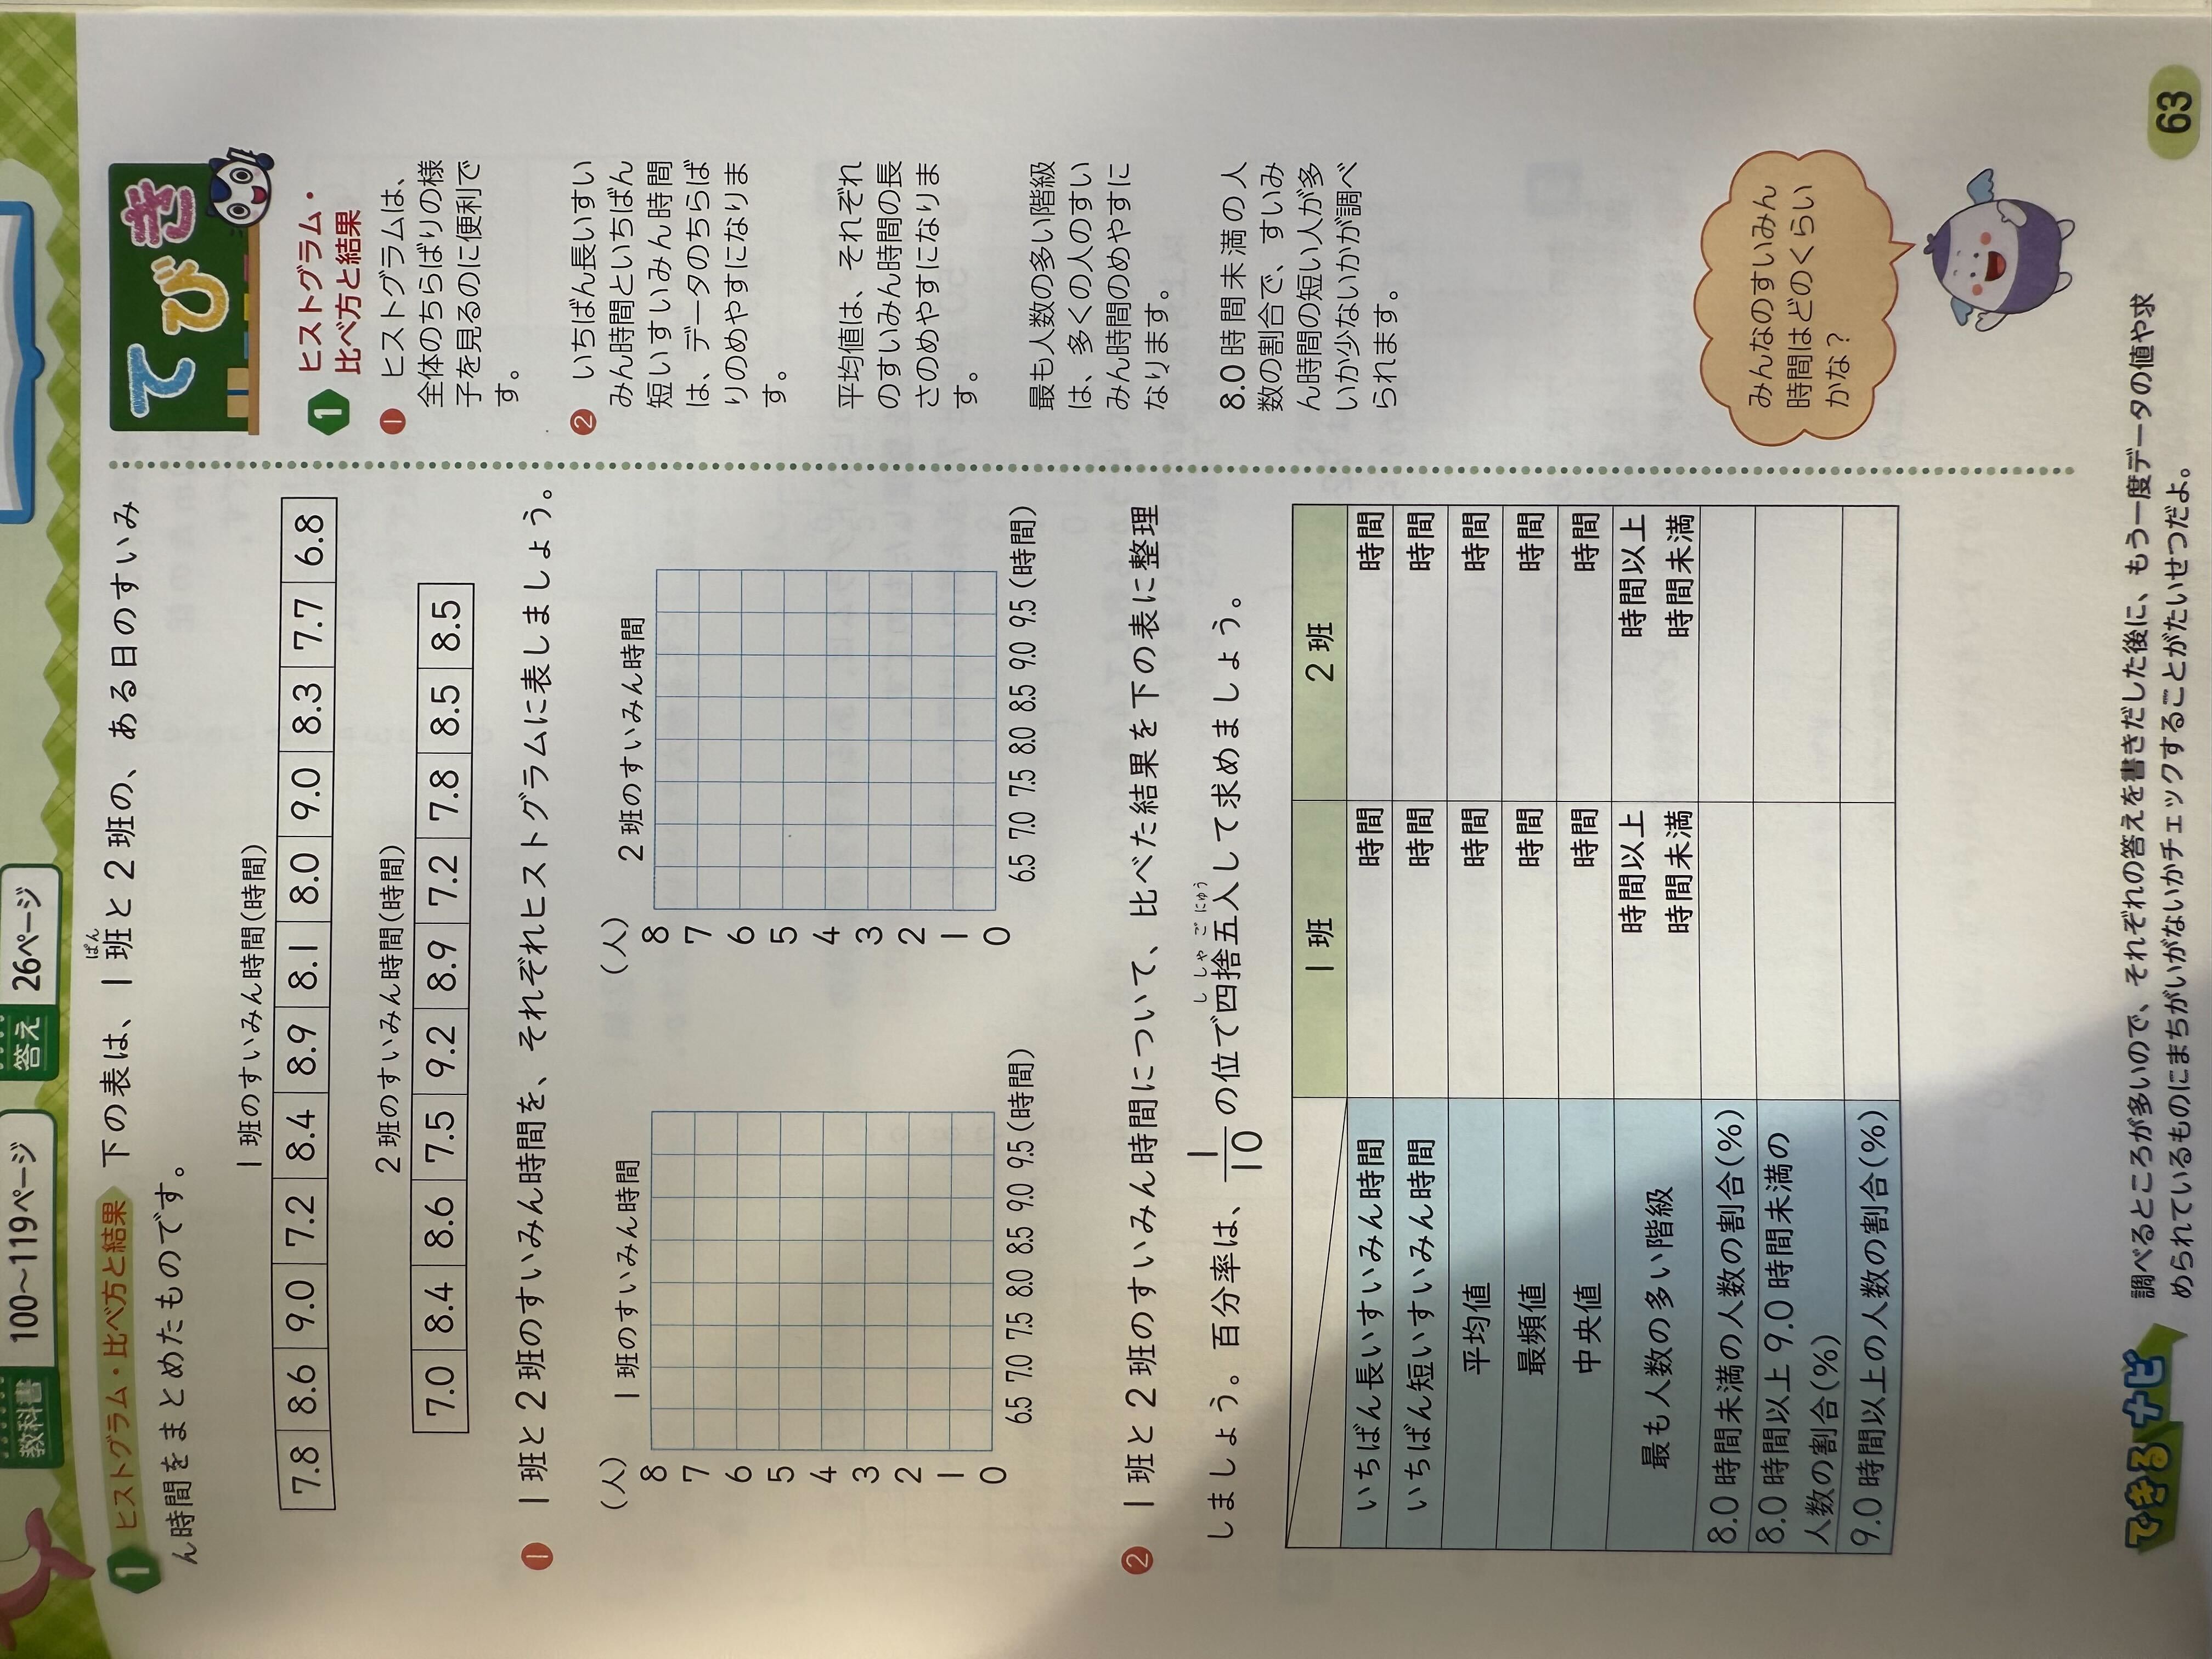 教科書 100〜119ページ 答え 26ページ
1 ヒストグラム・比べ方と結果 下の表は、1班と2班の、ある日のすいみ
ぱん
ん時間をまとめたものです。
1班のすいみん時間(時間)
7.8 8.6 9.0 7.2 8.4 8.9 8.1 8.0 9.0 8.3 7.7 6.8
2班のすいみん時間(時間)
7.0 8.4 8.6 7.5 9.2 8.9 7.2 7.8 8.5 8.5
1 1班と2班のすいみん時間を、それぞれヒストグラムに表しましょう。
(人) 1班のすいみん時間
8
7
6
5
4
3
2
1
0
6.5 7.0 7.5 8.0 8.5 9.0 9.5 (時間)
(人) 2班のすいみん時間
8
7
6
5
4
3
2
1
0
6.5 7.0 7.5 8.0 8.5 9.0 9.5 (時間)
2 1班と2班のすいみん時間について、比べた結果を下の表に整理
しましょう。百分率は、1/10の位で四捨五入して求めましょう。
し しゃ ご にゅう
1班 2班
いちばん長いすいみん時間 時間 時間
いちばん短いすいみん時間 時間 時間
平均値 時間 時間
最頻値 時間 時間
中央値 時間 時間
最も人数の多い階級 時間以上 時間以上
時間未満 時間未満
8.0時間未満の人数の割合(%)
8.0時間以上9.0時間未満の
人数の割合(%)
9.0時間以上の人数の割合(%)
てびき
1 ヒストグラム・
比べ方と結果
1 ヒストグラムは、
全体のちらばりの様
子を見るのに便利で
す。
2 いちばん長いすい
みん時間といちばん
短いすいみん時間
は、データのちらば
りのめやすになりま
す。
平均値は、それぞれ
のすいみん時間の長
さのめやすになりま
す。
最も人数の多い階級
は、多くの人のすい
みん時間のめやすに
なります。
8.0時間未満の人
数の割合で、すいみ
ん時間の短い人が多
いか少ないかが調べ
られます。
みんなのすいみん
時間はどのくらい
かな?
できるナビ 調べるところが多いので、それぞれの答えを書きだした後に、もう一度データの値や求
められているものにまちがいがないかチェックすることがたいせつだよ。
63